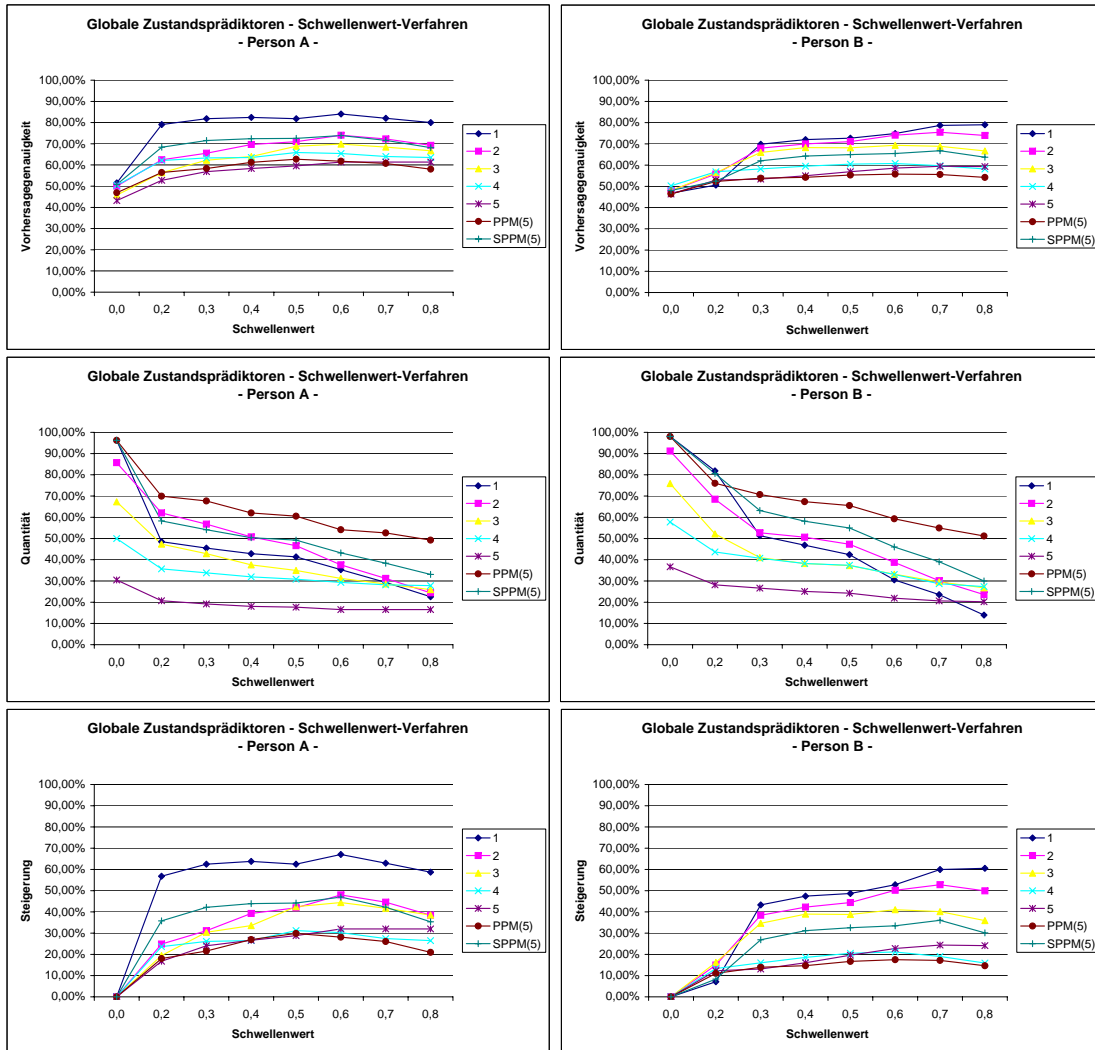 Globale Zustandsprädiktoren - Schwellenwert-Verfahren
- Person A -
Vorhersagegenauigkeit
100,00%
90,00%
80,00%
70,00%
60,00%
50,00%
40,00%
30,00%
20,00%
10,00%
0,00%
0,0 0,2 0,3 0,4 0,5 0,6 0,7 0,8
Schwellenwert
1
2
3
4
5
PPM(5)
SPPM(5)
Globale Zustandsprädiktoren - Schwellenwert-Verfahren
- Person B -
Vorhersagegenauigkeit
100,00%
90,00%
80,00%
70,00%
60,00%
50,00%
40,00%
30,00%
20,00%
10,00%
0,00%
0,0 0,2 0,3 0,4 0,5 0,6 0,7 0,8
Schwellenwert
1
2
3
4
5
PPM(5)
SPPM(5)
Globale Zustandsprädiktoren - Schwellenwert-Verfahren
- Person A -
Quantität
100,00%
90,00%
80,00%
70,00%
60,00%
50,00%
40,00%
30,00%
20,00%
10,00%
0,00%
0,0 0,2 0,3 0,4 0,5 0,6 0,7 0,8
Schwellenwert
1
2
3
4
5
PPM(5)
SPPM(5)
Globale Zustandsprädiktoren - Schwellenwert-Verfahren
- Person B -
Quantität
100,00%
90,00%
80,00%
70,00%
60,00%
50,00%
40,00%
30,00%
20,00%
10,00%
0,00%
0,0 0,2 0,3 0,4 0,5 0,6 0,7 0,8
Schwellenwert
1
2
3
4
5
PPM(5)
SPPM(5)
Globale Zustandsprädiktoren - Schwellenwert-Verfahren
- Person A -
Steigerung
100,00%
90,00%
80,00%
70,00%
60,00%
50,00%
40,00%
30,00%
20,00%
10,00%
0,00%
0,0 0,2 0,3 0,4 0,5 0,6 0,7 0,8
Schwellenwert
1
2
3
4
5
PPM(5)
SPPM(5)
Globale Zustandsprädiktoren - Schwellenwert-Verfahren
- Person B -
Steigerung
100,00%
90,00%
80,00%
70,00%
60,00%
50,00%
40,00%
30,00%
20,00%
10,00%
0,00%
0,0 0,2 0,3 0,4 0,5 0,6 0,7 0,8
Schwellenwert
1
2
3
4
5
PPM(5)
SPPM(5)